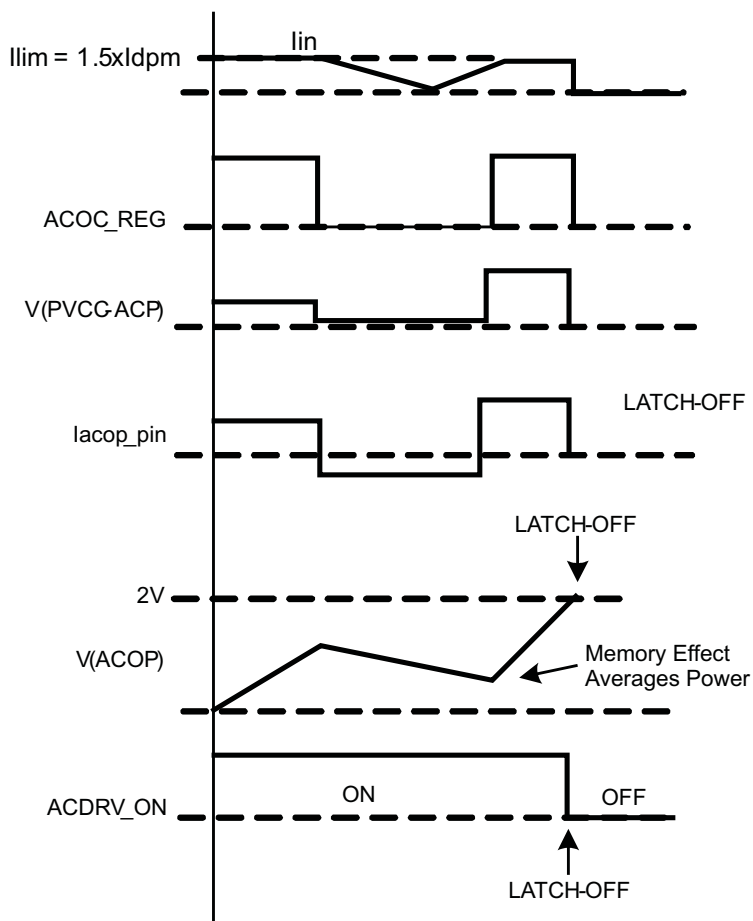 Iin
Ilim = 1.5xIdpm
ACOC_REG
V(PVCC-ACP)
LATCH-OFF
Iacop_pin
LATCH-OFF
2V
V(ACOP)
Memory Effect
Averages Power
ACDRV_ON
ON
OFF
LATCH-OFF